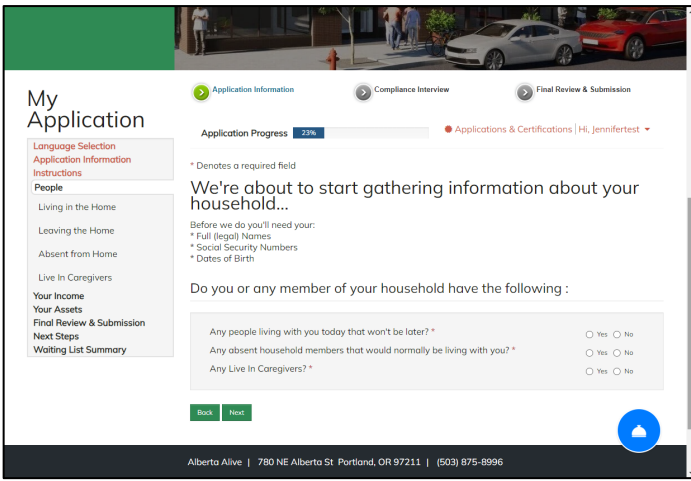 Application Information
Compliance Interview
Final Review & Submission
My
Application
Application Progress 23%
Applications & Certifications Hi, Jennifertest
Language Selection
Application Information
Instructions
People
Living in the Home
Leaving the Home
Absent from Home
Live In Caregivers
Your Income
Your Assets
Final Review & Submission
Next Steps
Waiting List Summary
* Denotes a required field
We're about to start gathering information about your
household...
Before we do you'll need your:
* Full (legal) Names
* Social Security Numbers
* Dates of Birth
Do you or any member of your household have the following :
Any people living with you today that won't be later? * Yes No
Any absent household members that would normally be living with you? * Yes No
Any Live In Caregivers? * Yes No
Back Next
Alberta Alive | 780 NE Alberta St Portland, OR 97211 | (503) 875-8996